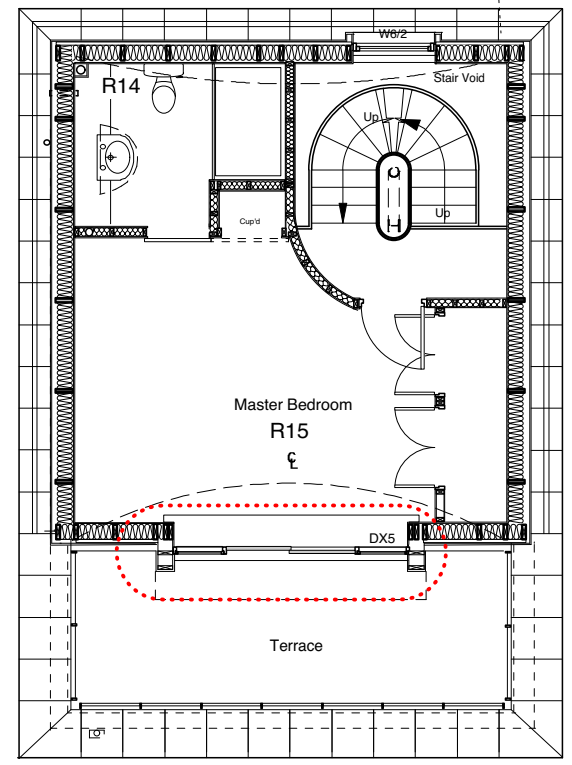 W6/2
Stair Void
R14
Up
Up
Cup'd
Master Bedroom
R15
℄
DX5
Terrace